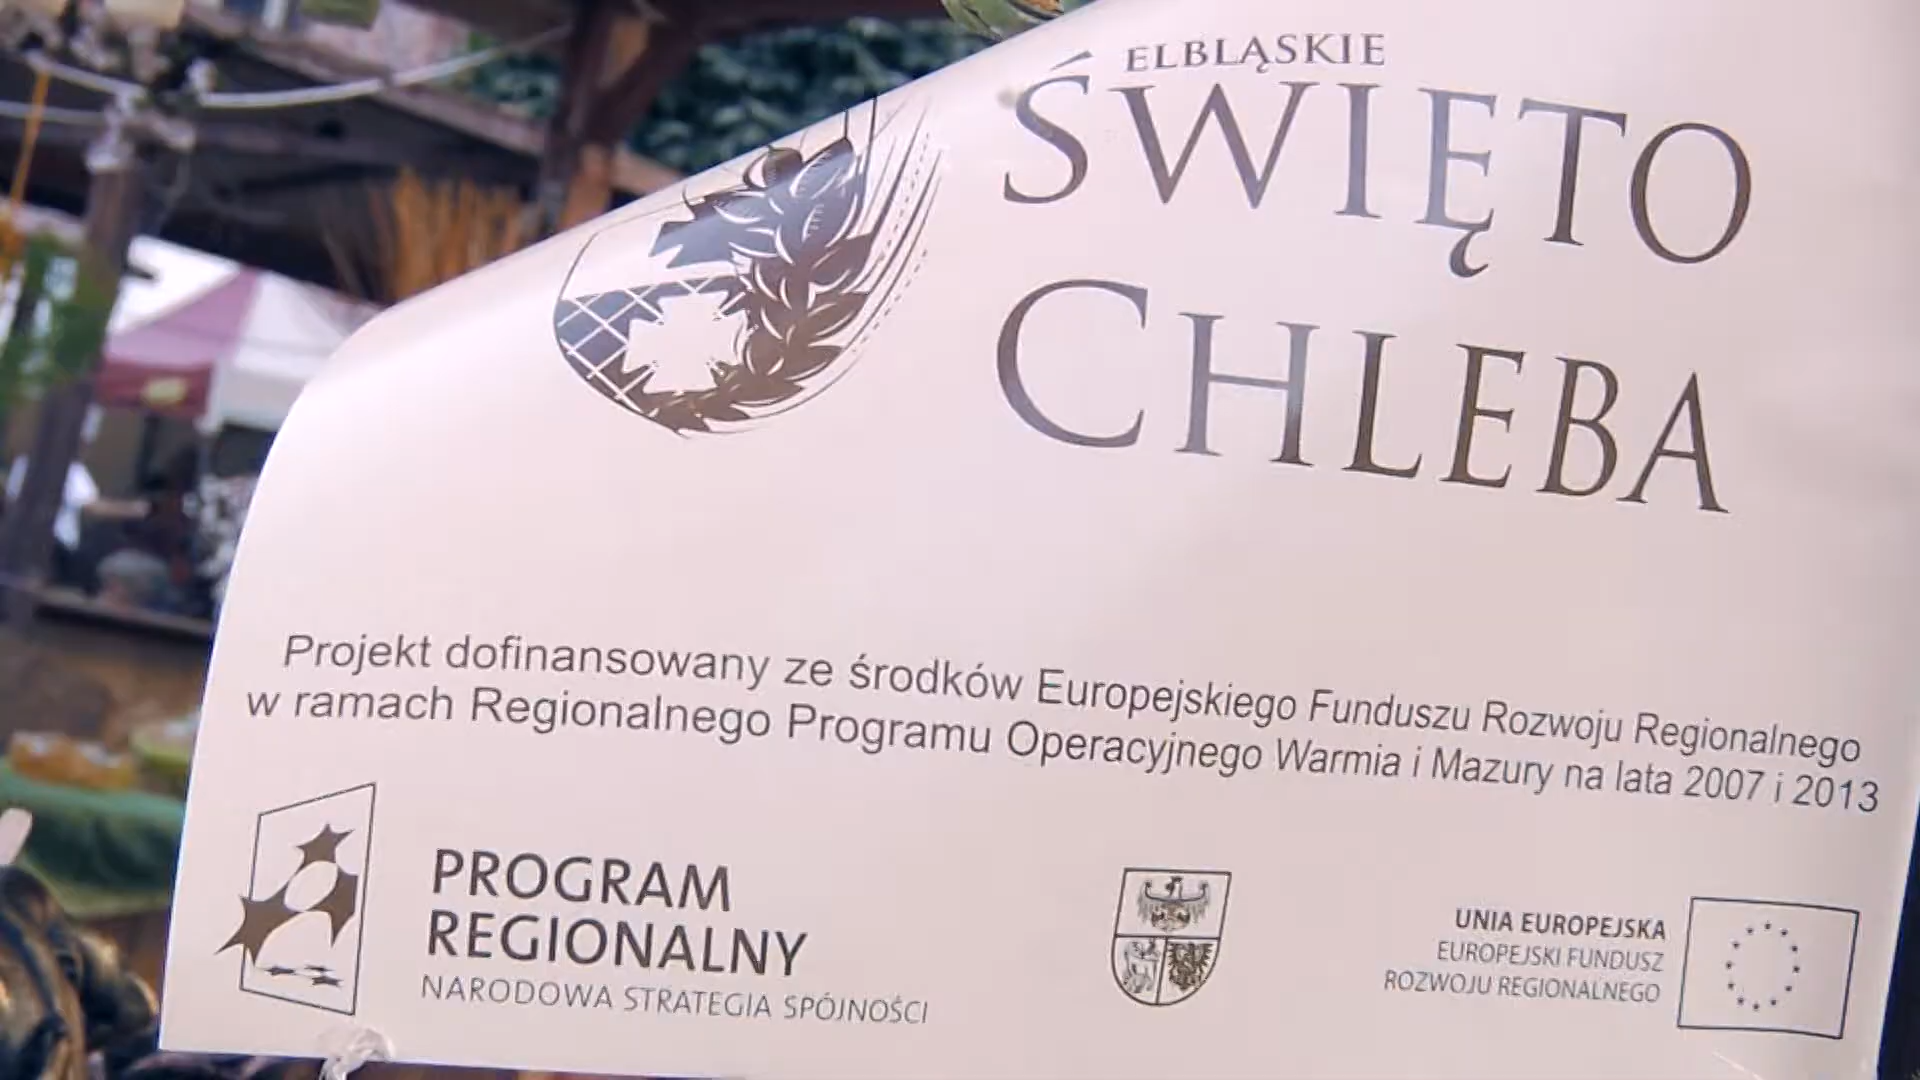 ELBLĄSKIE
ŚWIĘTO
CHLEBA
Projekt dofinansowany ze środków Europejskiego Funduszu Rozwoju Regionalnego
w ramach Regionalnego Programu Operacyjnego Warmia i Mazury na lata 2007 i 2013
PROGRAM
REGIONALNY
NARODOWA STRATEGIA SPÓJNOŚCI
UNIA EUROPEJSKA
EUROPEJSKI FUNDUSZ
ROZWOJU REGIONALNEGO